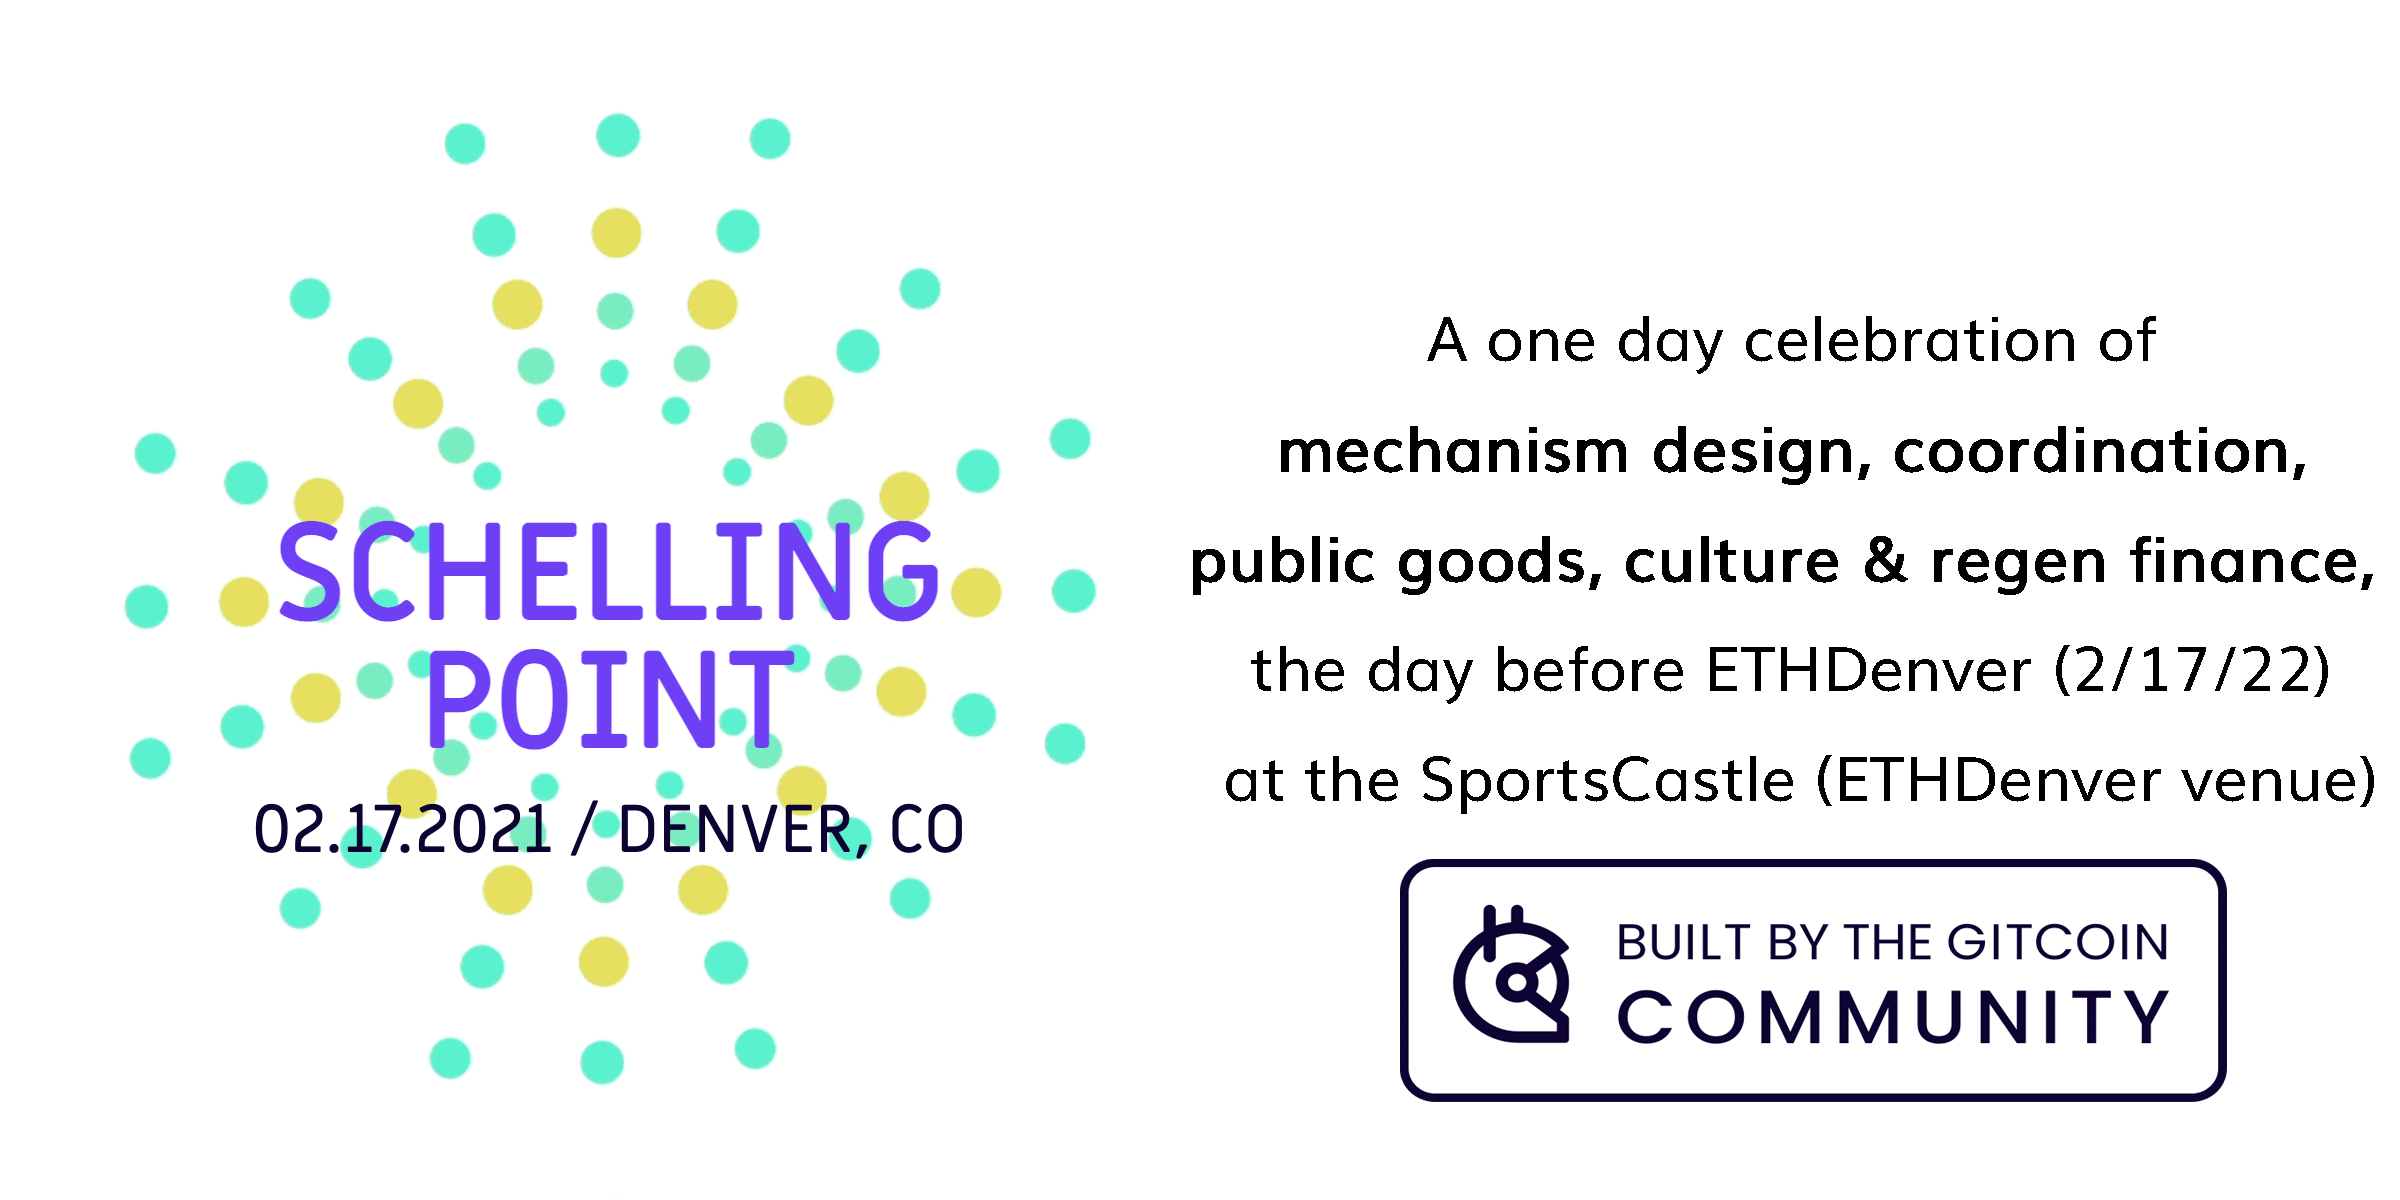 SCHELLING
POINT
02.17.2021 / DENVER, CO
A one day celebration of
mechanism design, coordination,
public goods, culture & regen finance,
the day before ETHDenver (2/17/22)
at the SportsCastle (ETHDenver venue)
BUILT BY THE GITCOIN
COMMUNITY